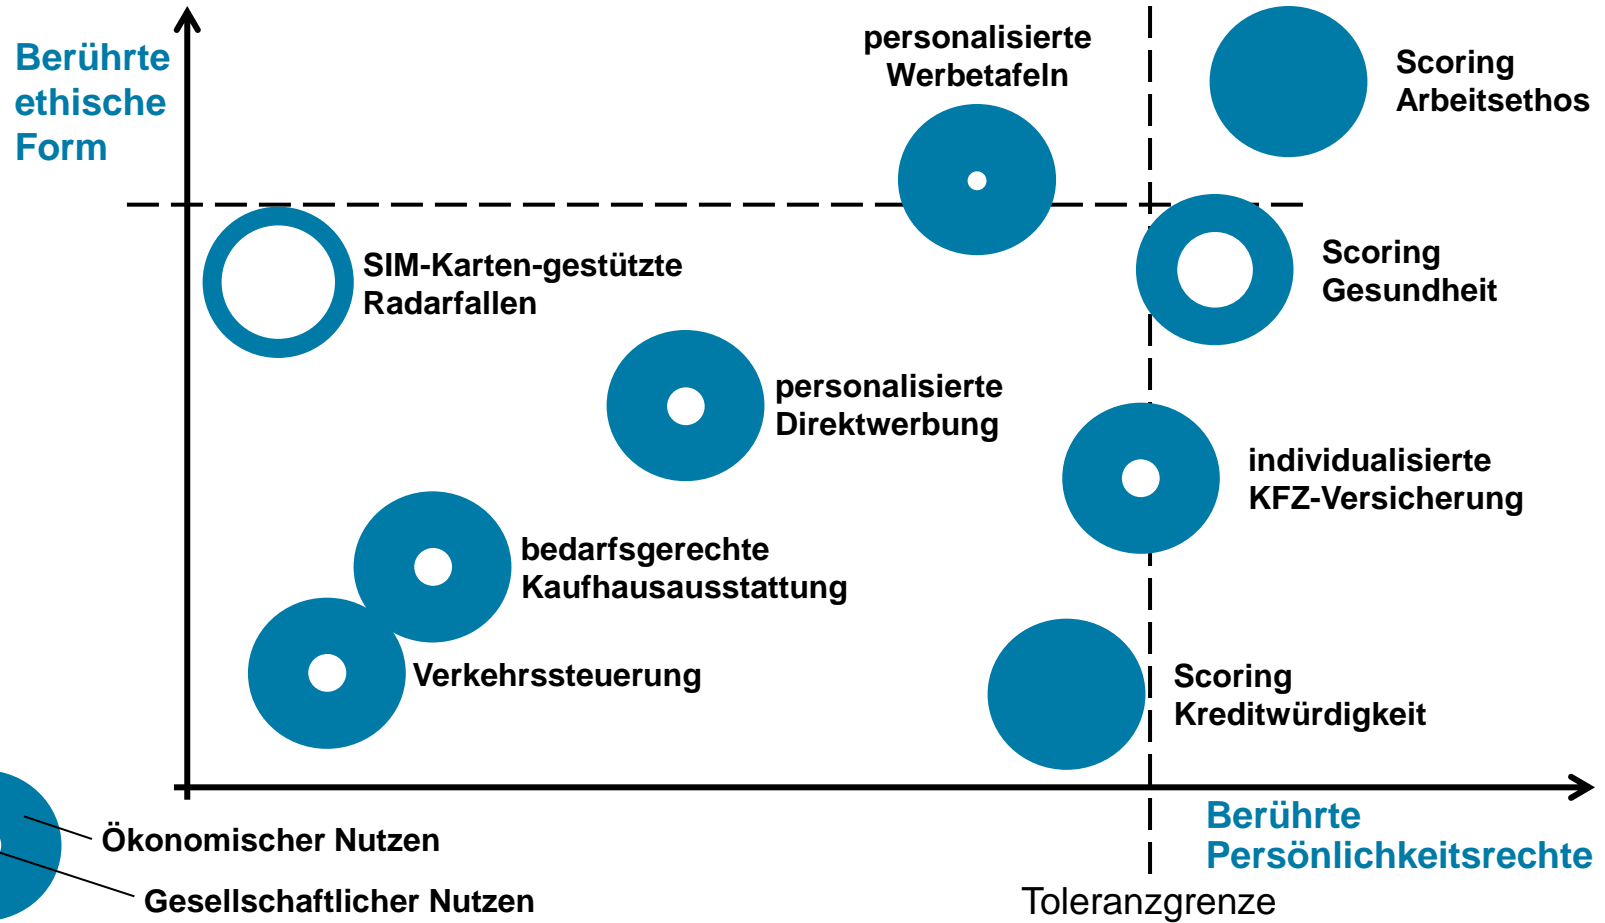 Berührte
ethische
Form
personalisierte
Werbetafeln
Scoring
Arbeitsethos
SIM-Karten-gestützte
Radarfallen
Scoring
Gesundheit
personalisierte
Direktwerbung
individualisierte
KFZ-Versicherung
bedarfsgerechte
Kaufhausausstattung
Verkehrssteuerung
Scoring
Kreditwürdigkeit
Berührte
Persönlichkeitsrechte
Ökonomischer Nutzen
Gesellschaftlicher Nutzen
Toleranzgrenze